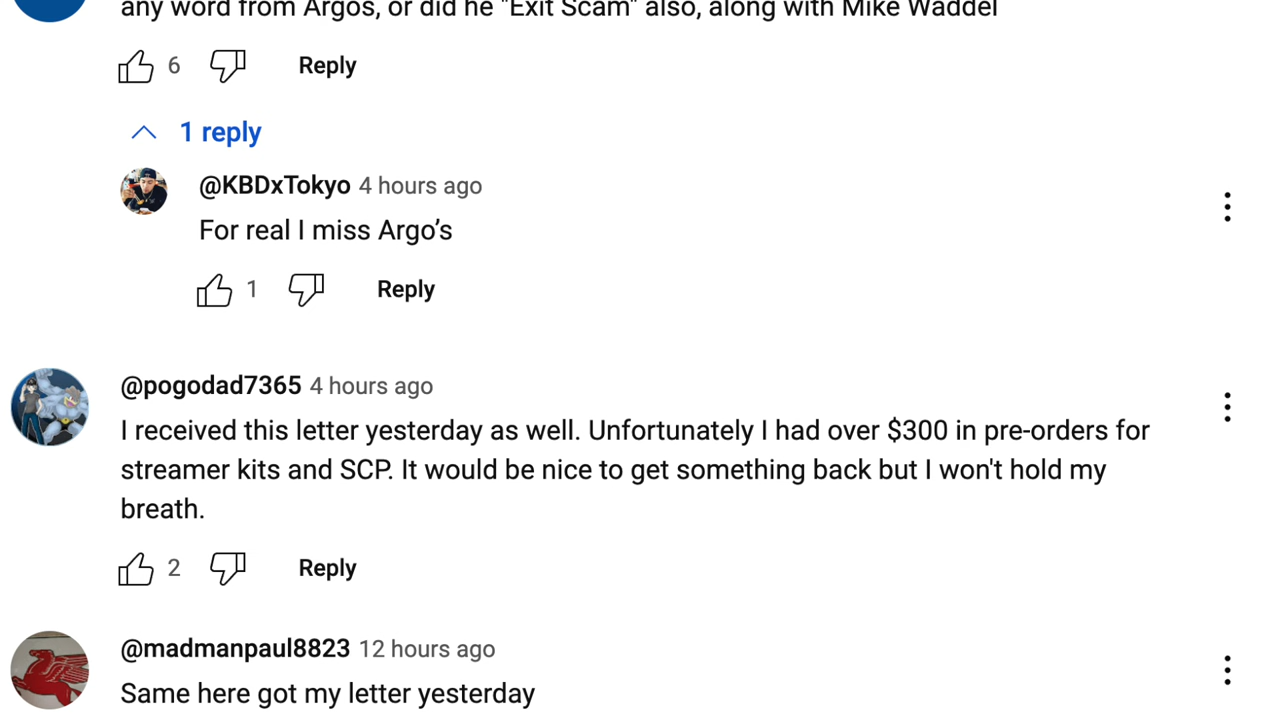 any word from Argos, or did he "Exit Scam" also, along with Mike Waddel
6 Reply
1 reply
@KBDxTokyo 4 hours ago
For real I miss Argo’s
1 Reply
@pogodad7365 4 hours ago
I received this letter yesterday as well. Unfortunately I had over $300 in pre-orders for
streamer kits and SCP. It would be nice to get something back but I won't hold my
breath.
2 Reply
@madmanpaul8823 12 hours ago
Same here got my letter yesterday